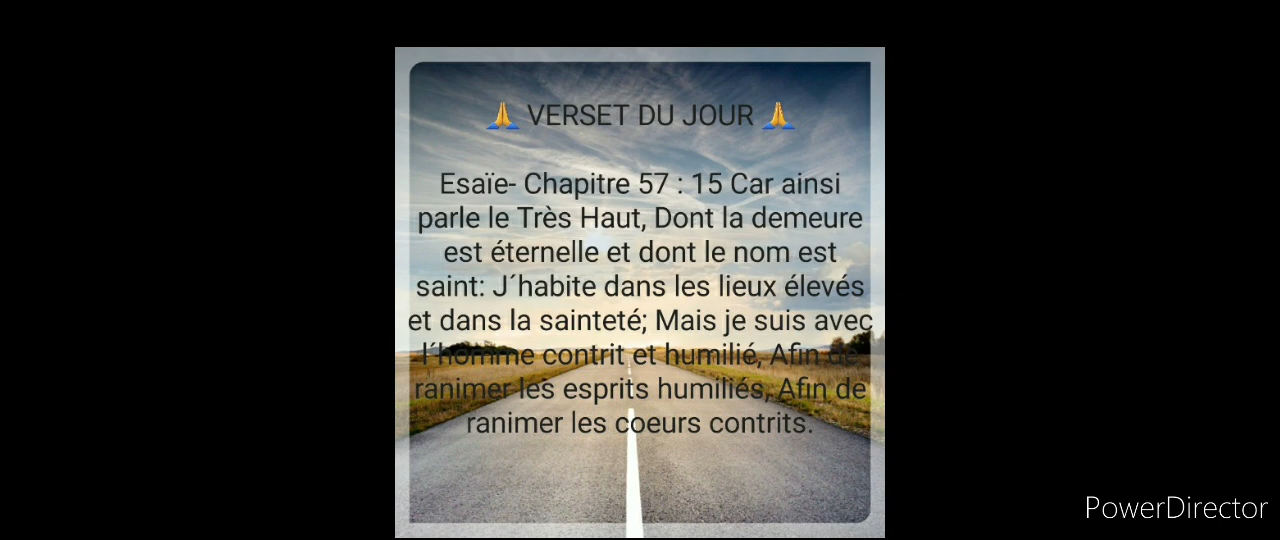 🙏 VERSET DU JOUR 🙏
Esaïe- Chapitre 57 : 15 Car ainsi
parle le Très Haut, Dont la demeure
est éternelle et dont le nom est
saint: J´habite dans les lieux élevés
et dans la sainteté; Mais je suis avec
l´homme contrit et humilié, Afin de
ranimer les esprits humiliés, Afin de
ranimer les coeurs contrits.
PowerDirector